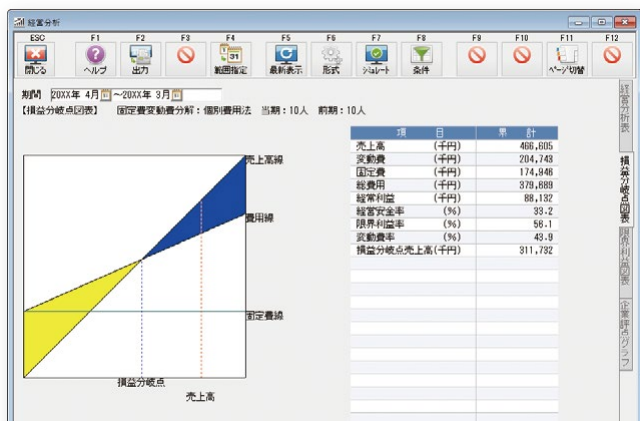 経営分析
ESC F1 F2 F3 F4 F5 F6 F7 F8 F9 F10 F11 F12
閉じる ヘルプ 出力 範囲指定 最新表示 形式 シミュレート 条件 ページ切替
31
期間 20XX年 4月 ～20XX年 3月
【損益分岐点図表】 固定費変動費分解：個別費用法 当期：10人 前期：10人
項 目 累 計
売上高 (千円) 466,605
変動費 (千円) 204,743
固定費 (千円) 174,946
総費用 (千円) 379,689
経常利益 (千円) 88,132
経営安全率 (%) 33.2
限界利益率 (%) 56.1
変動費率 (%) 43.9
損益分岐点売上高(千円) 311,732
売上高線
費用線
固定費線
損益分岐点
売上高
経営分析表
損益分岐点図表
限界利益図表
企業評点グラフ